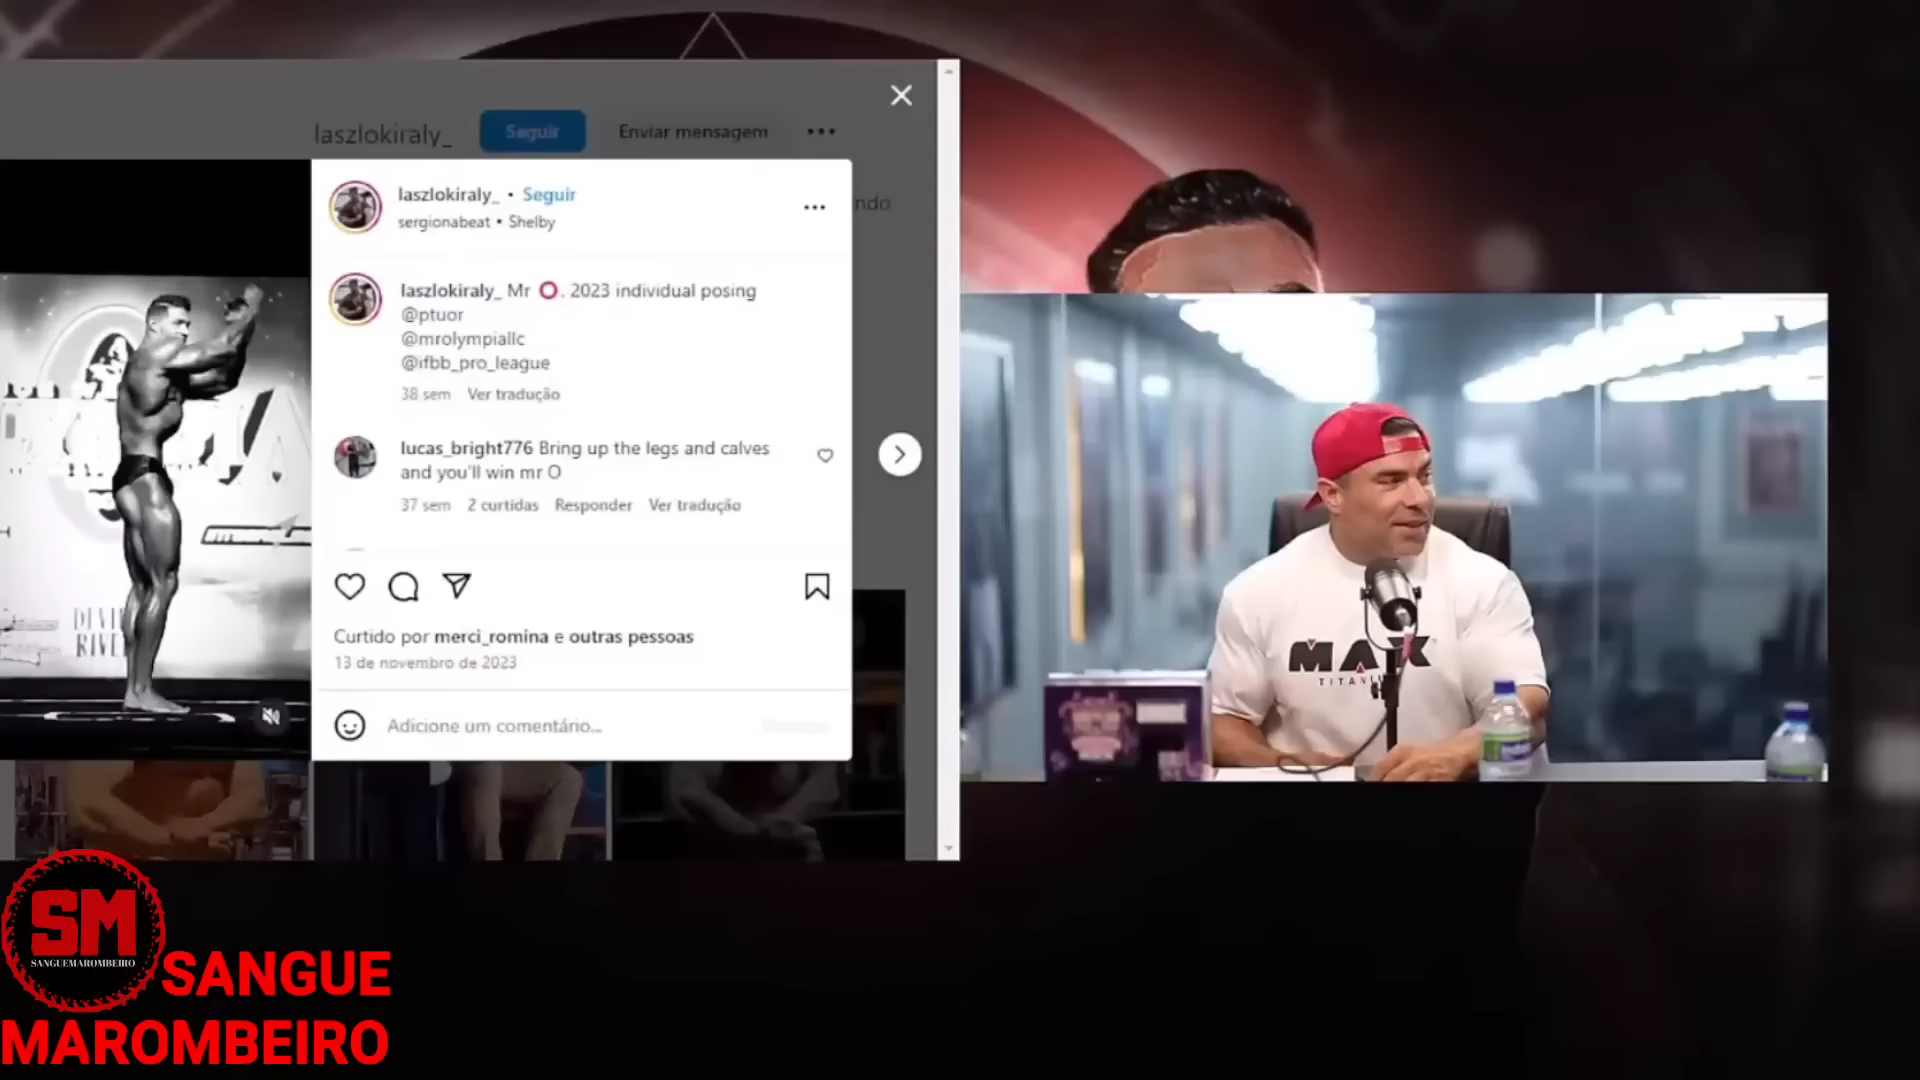 laszlokiraly_ Seguir Enviar mensagem
laszlokiraly_ • Seguir
sergionabeat • Shelby
ndo
laszlokiraly_ Mr ⭕. 2023 individual posing
@ptuor
@mrolympiallc
@ifbb_pro_league
38 sem Ver tradução
lucas_bright776 Bring up the legs and calves
and you'll win mr O
37 sem 2 curtidas Responder Ver tradução
Curtido por merci_romina e outras pessoas
13 de novembro de 2023
Adicione um comentário...
MAX
SM
SANGUEMAROMBEIRO
SANGUE
MAROMBEIRO